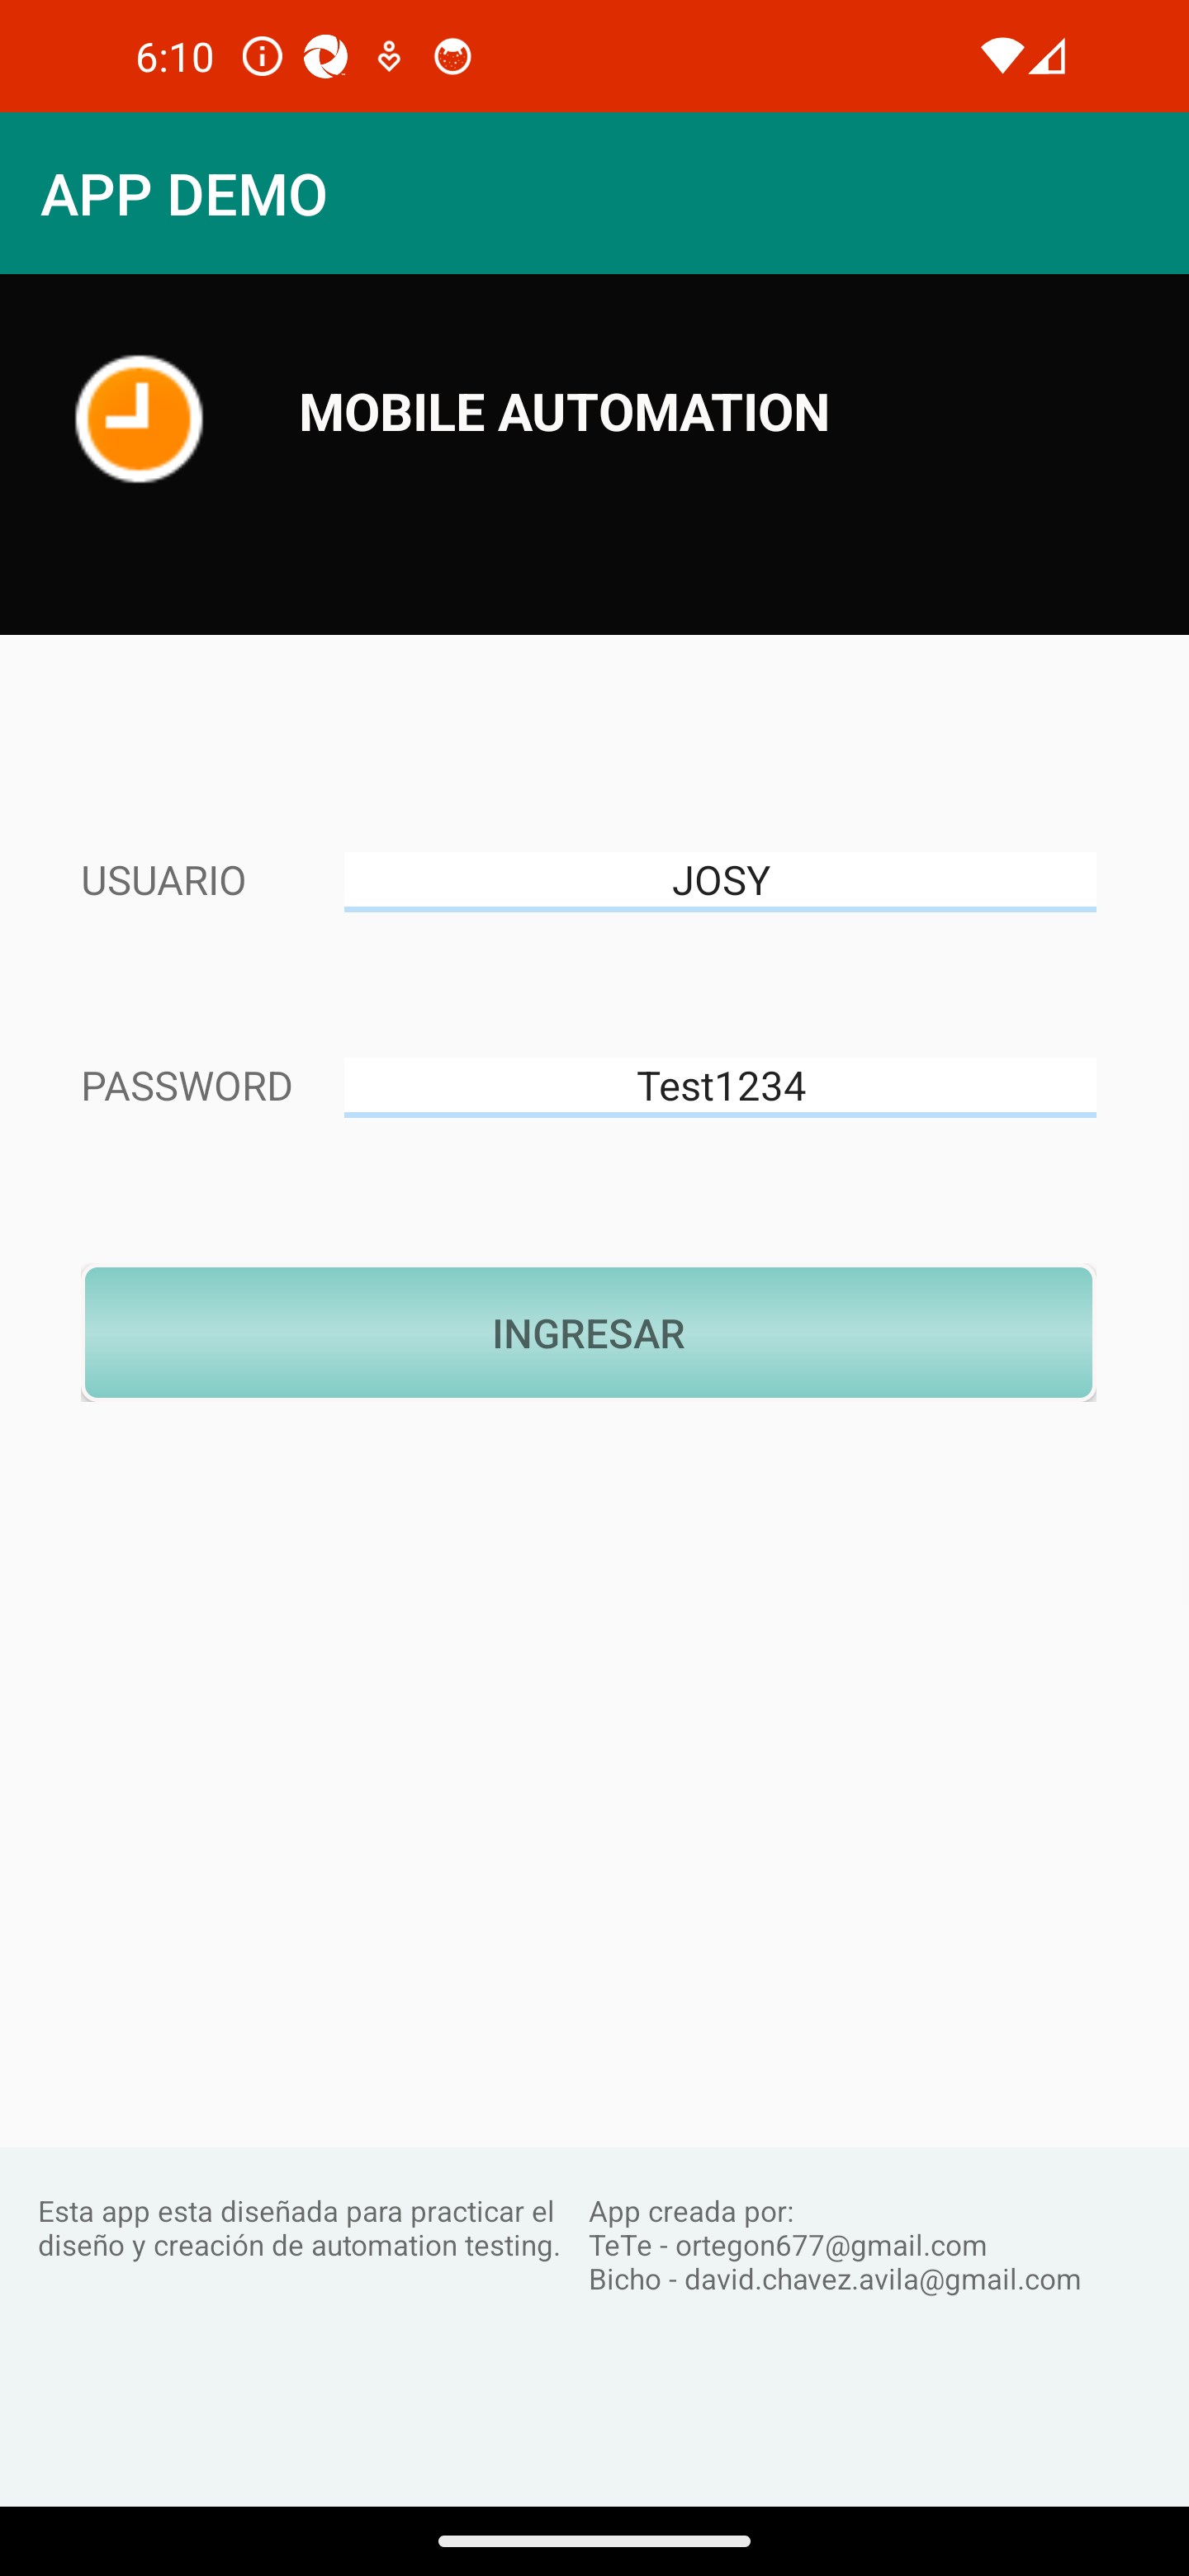 6:10
APP DEMO
MOBILE AUTOMATION
USUARIO
JOSY
PASSWORD
Test1234
INGRESAR
Esta app esta diseñada para practicar el
diseño y creación de automation testing.
App creada por:
TeTe - ortegon677@gmail.com
Bicho - david.chavez.avila@gmail.com